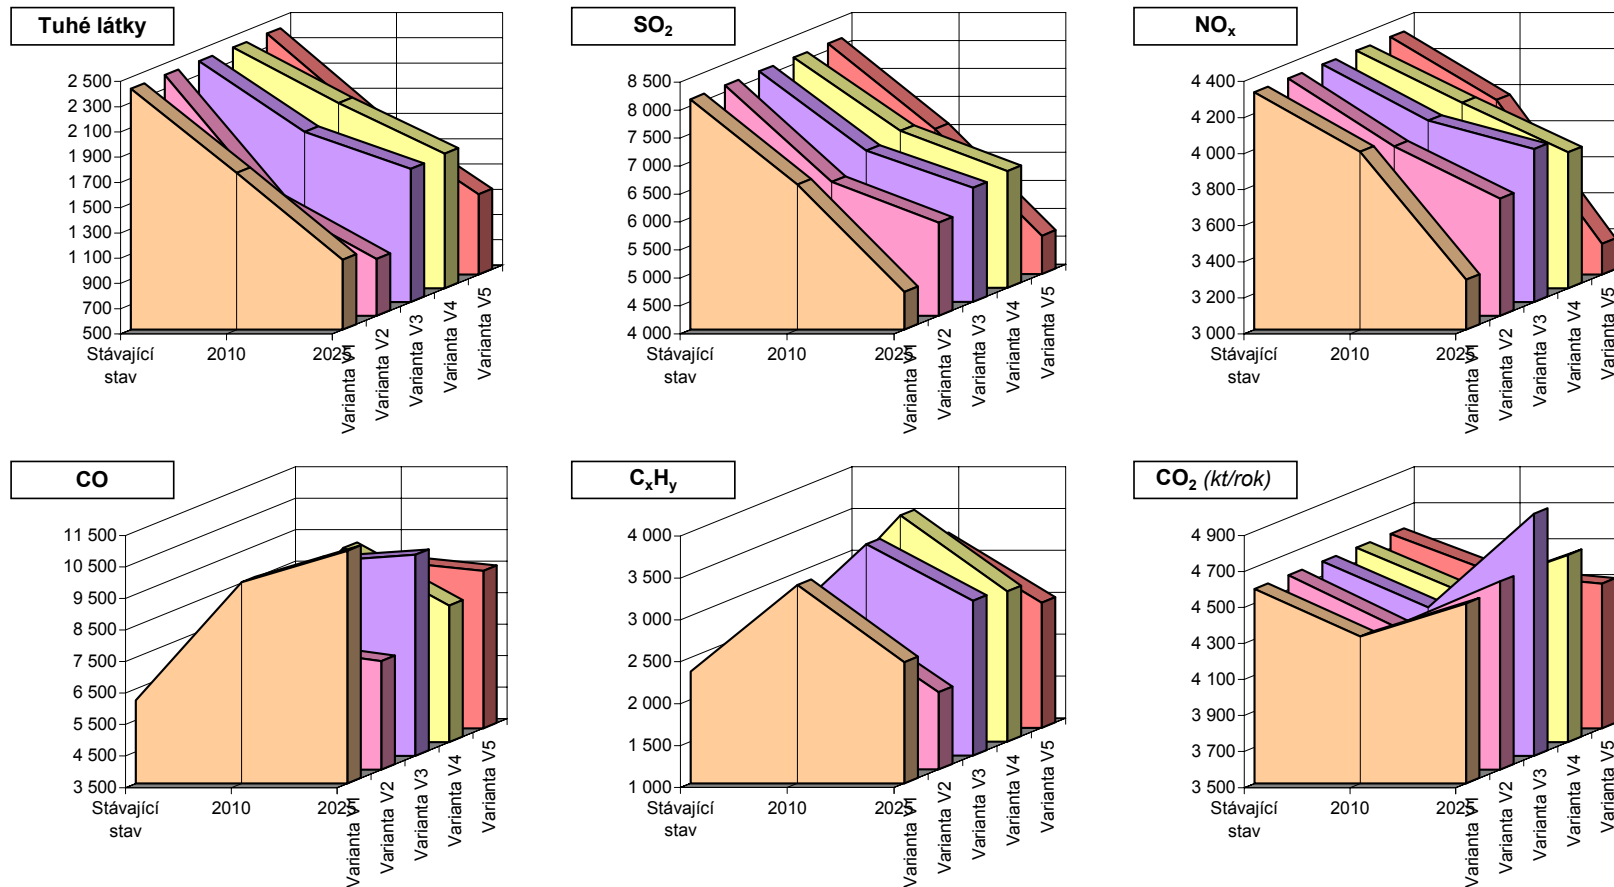 Tuhé látky
2 500
2 300
2 100
1 900
1 700
1 500
1 300
1 100
900
700
500
Stávající
stav
2010
2025
Varianta V1
Varianta V2
Varianta V3
Varianta V4
Varianta V5
SO2
8 500
8 000
7 500
7 000
6 500
6 000
5 500
5 000
4 500
4 000
Stávající
stav
2010
2025
Varianta V1
Varianta V2
Varianta V3
Varianta V4
Varianta V5
NOx
4 400
4 200
4 000
3 800
3 600
3 400
3 200
3 000
Stávající
stav
2010
2025
Varianta V1
Varianta V2
Varianta V3
Varianta V4
Varianta V5
CO
11 500
10 500
9 500
8 500
7 500
6 500
5 500
4 500
3 500
Stávající
stav
2010
2025
Varianta V1
Varianta V2
Varianta V3
Varianta V4
Varianta V5
CxHy
4 000
3 500
3 000
2 500
2 000
1 500
1 000
Stávající
stav
2010
2025
Varianta V1
Varianta V2
Varianta V3
Varianta V4
Varianta V5
CO2 (kt/rok)
4 900
4 700
4 500
4 300
4 100
3 900
3 700
3 500
Stávající
stav
2010
2025
Varianta V1
Varianta V2
Varianta V3
Varianta V4
Varianta V5